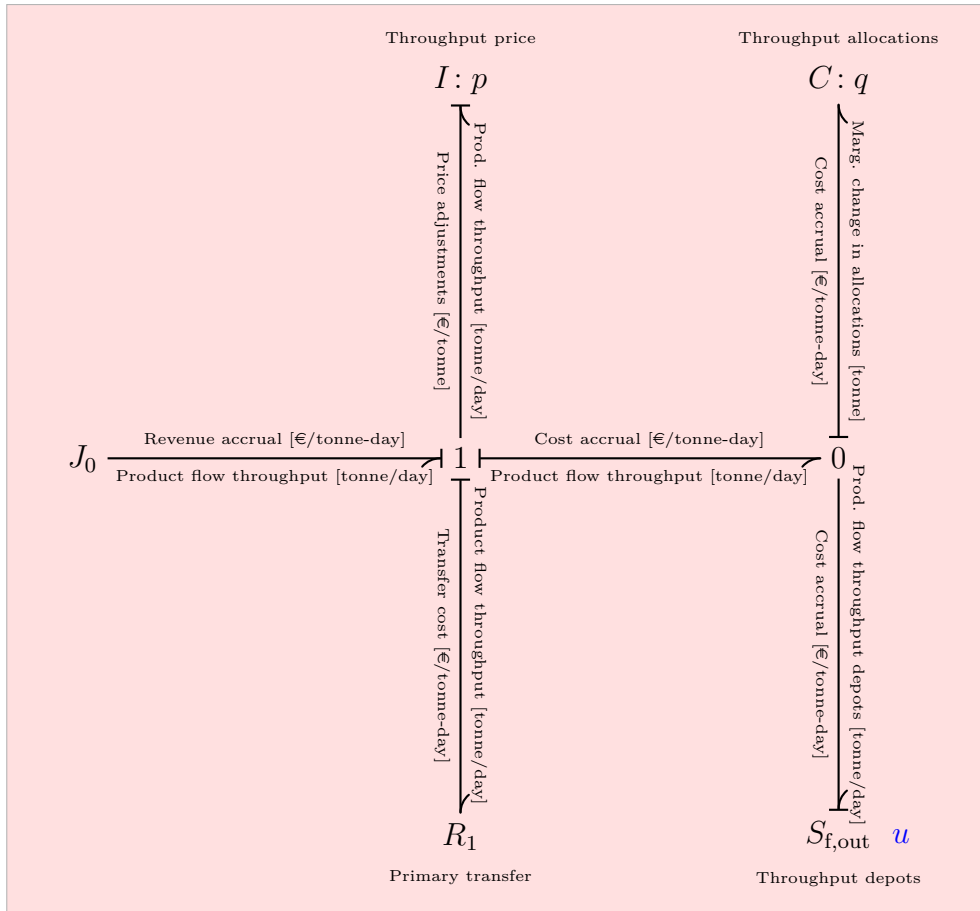 Throughput price
Throughput allocations
I : p
C : q
Price adjustments [€/tonne]
Prod. flow throughput [tonne/day]
Cost accrual [€/tonne-day]
Marg. change in allocations [tonne]
Revenue accrual [€/tonne-day]
Cost accrual [€/tonne-day]
J₀
1
0
Product flow throughput [tonne/day]
Product flow throughput [tonne/day]
Transfer cost [€/tonne-day]
Product flow throughput [tonne/day]
Cost accrual [€/tonne-day]
Prod. flow throughput depots [tonne/day]
R₁
S_f,out u
Primary transfer
Throughput depots